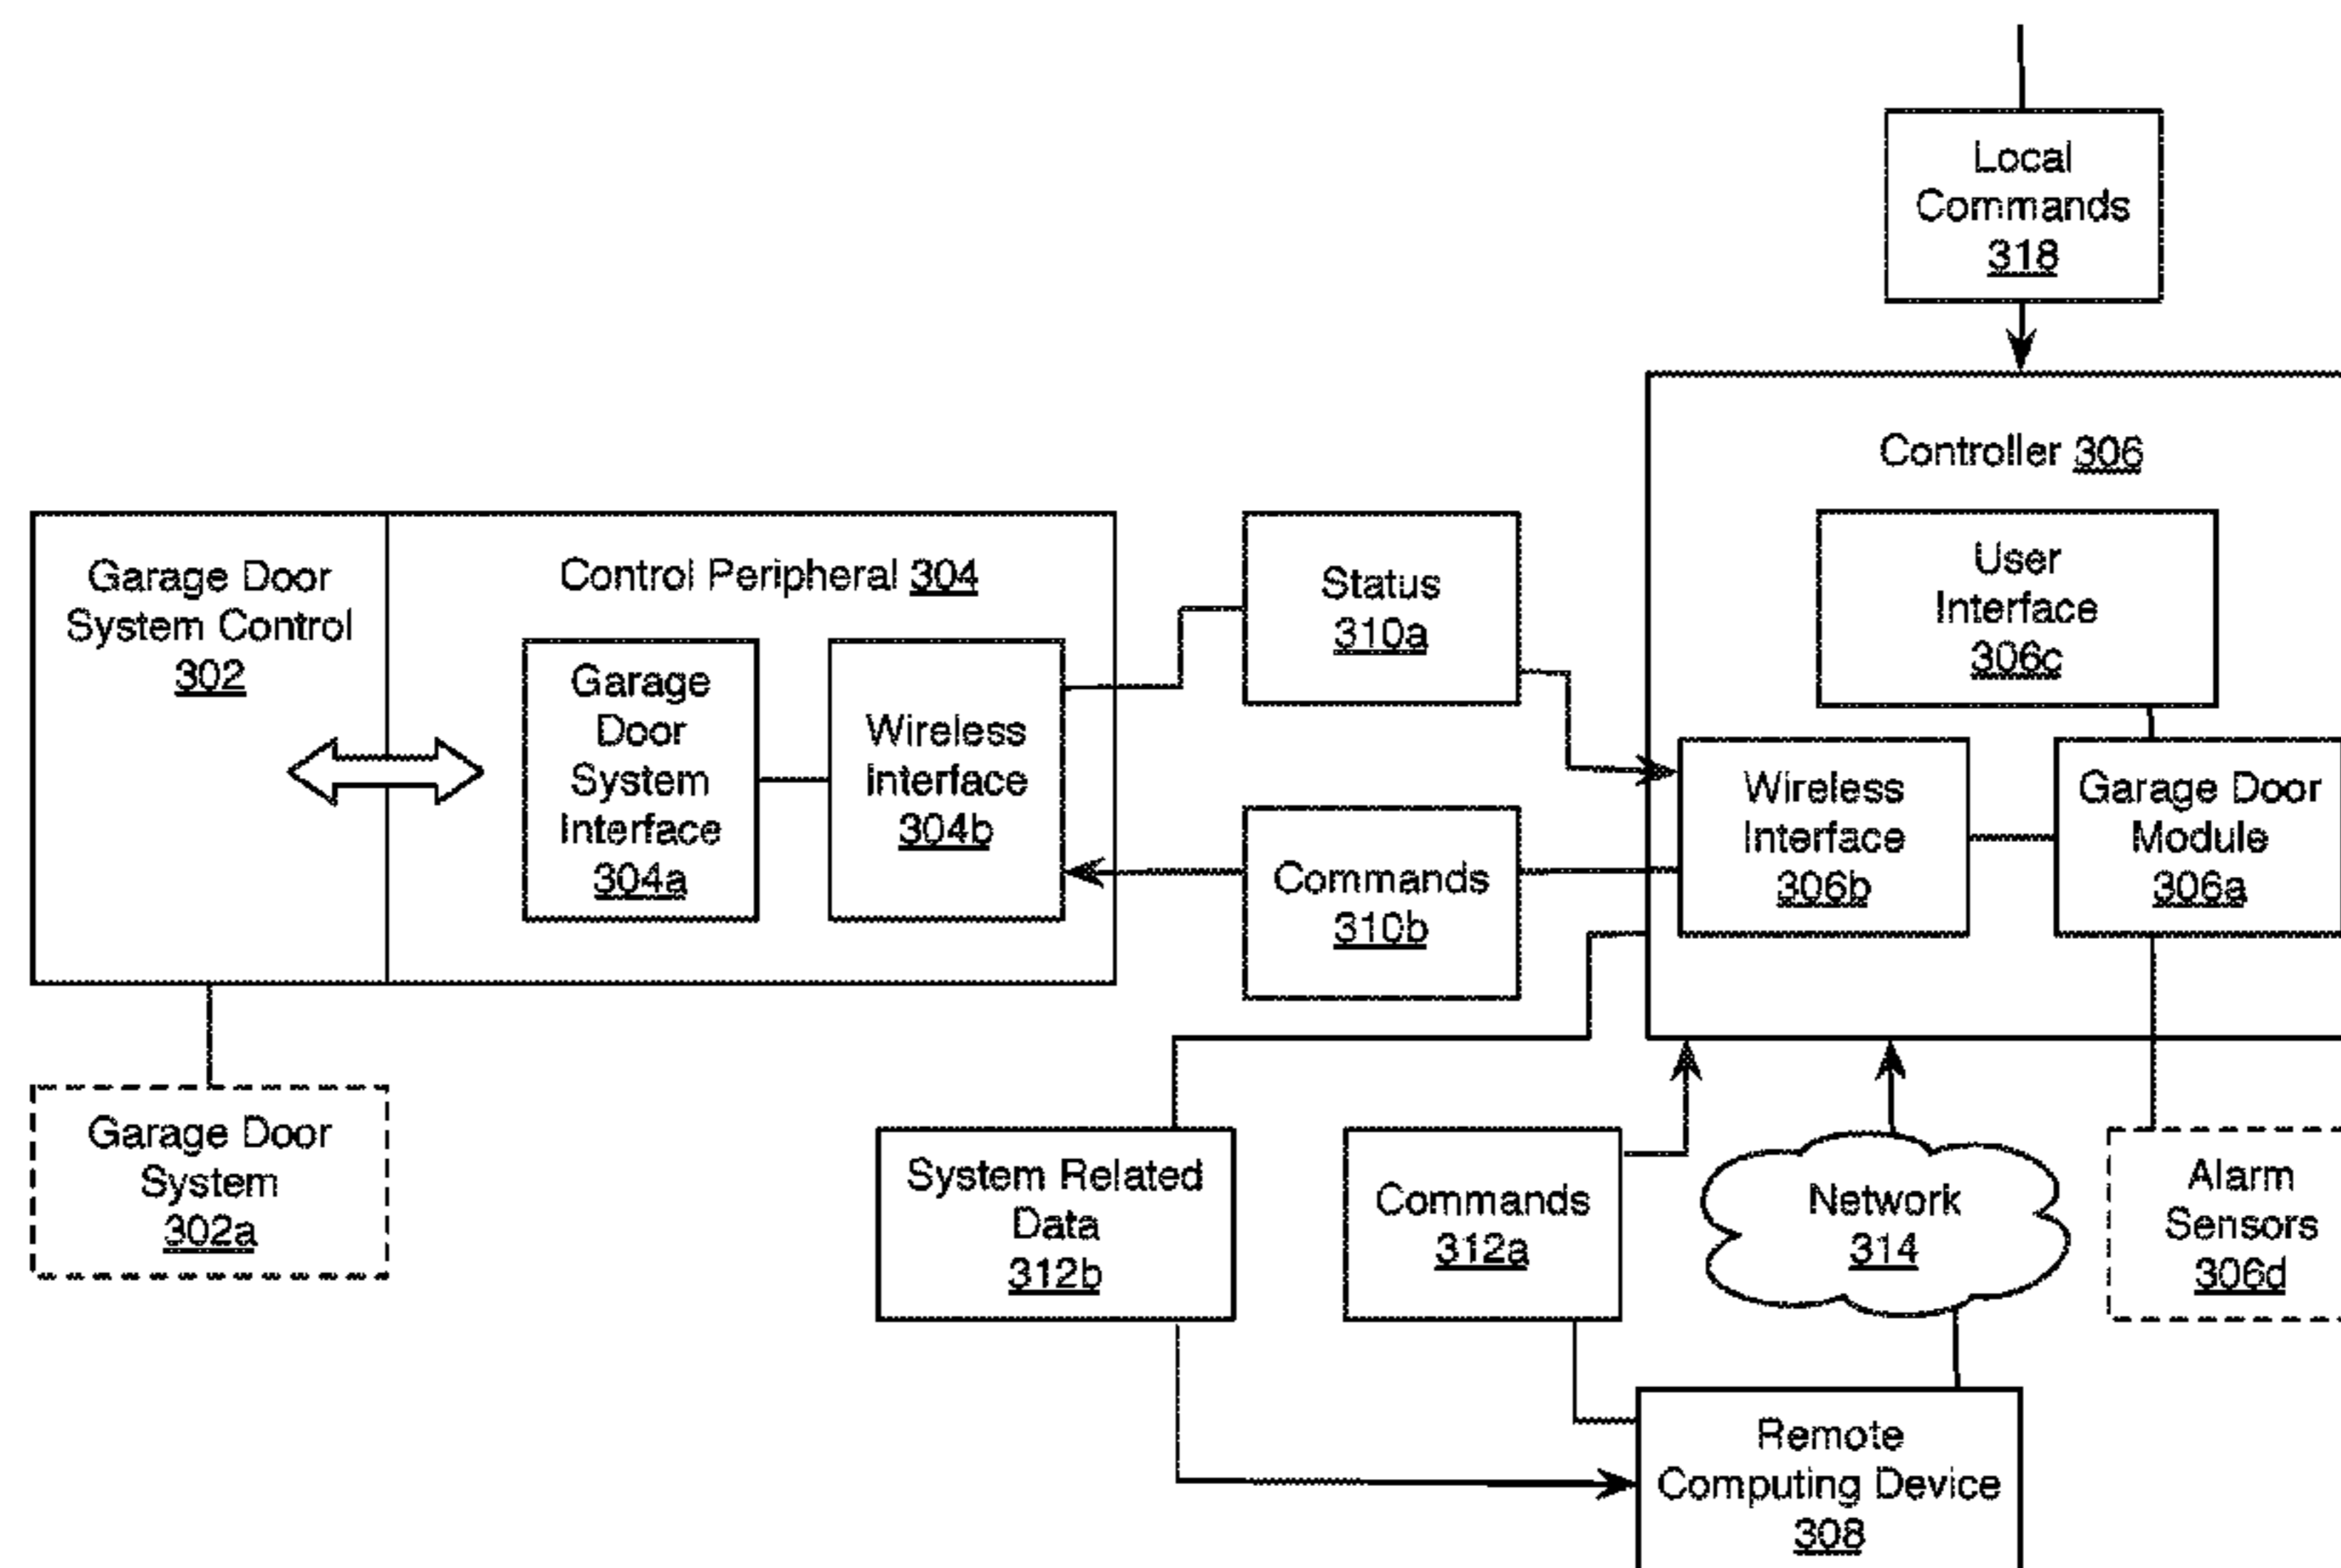 Local
Commands
318
Controller 306
User
Interface
306c
Garage Door
System Control
302
Control Peripheral 304
Garage
Door
System
Interface
304a
Wireless
Interface
304b
Status
310a
Commands
310b
Wireless
Interface
306b
Garage Door
Module
306a
Garage Door
System
302a
System Related
Data
312b
Commands
312a
Network
314
Alarm
Sensors
306d
Remote
Computing Device
308